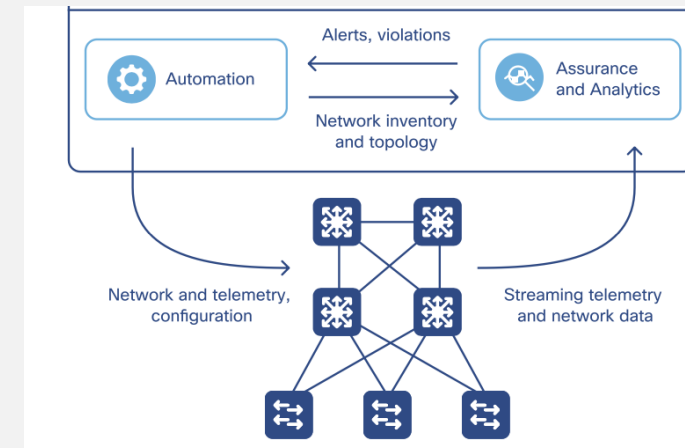 Alerts, violations
Automation
Assurance
and Analytics
Network inventory
and topology
Network and telemetry,
configuration
Streaming telemetry
and network data